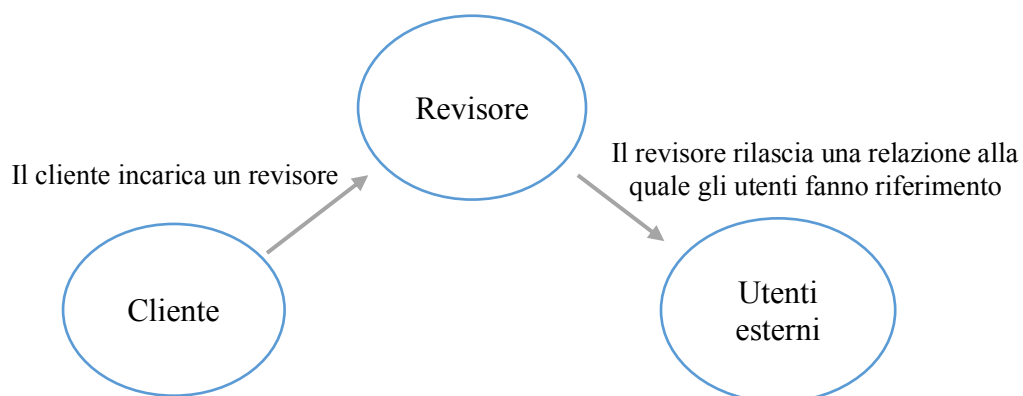 Revisore
Il cliente incarica un revisore
Il revisore rilascia una relazione alla
quale gli utenti fanno riferimento
Cliente
Utenti
esterni